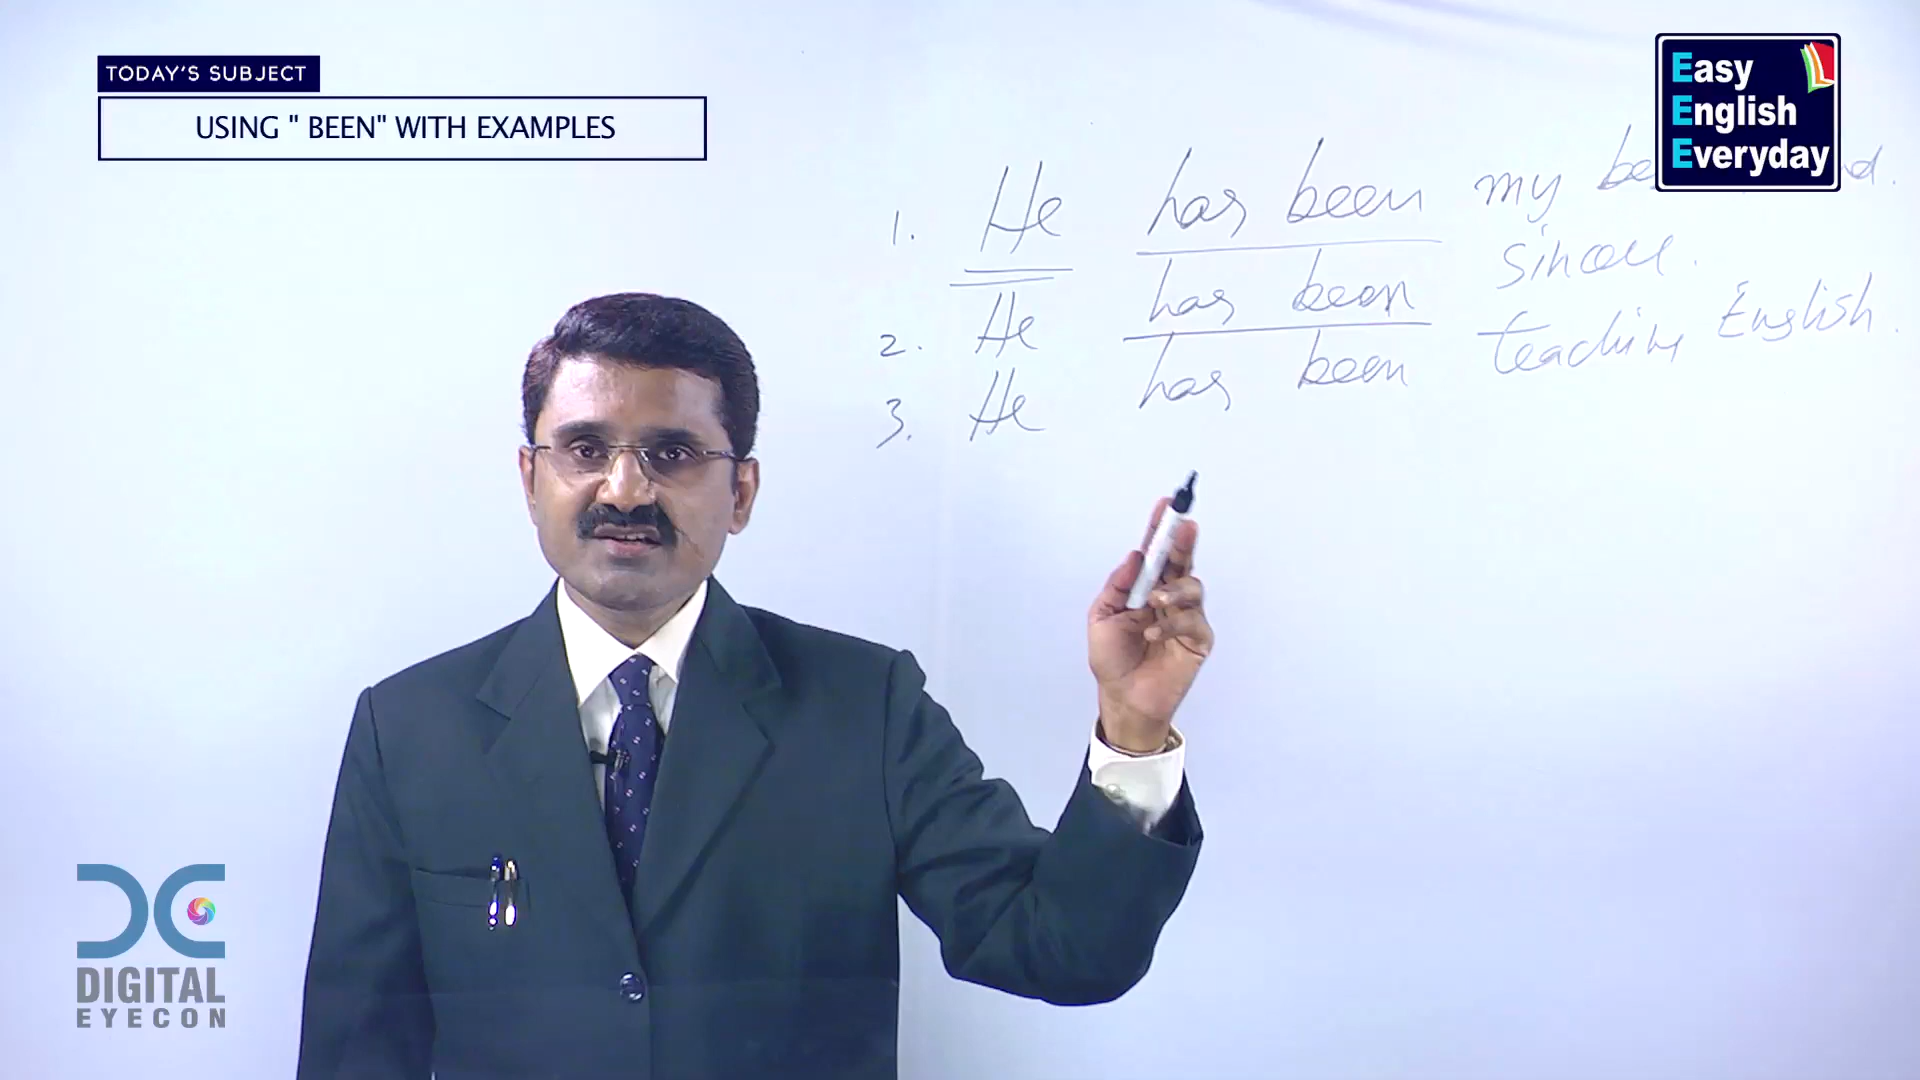 TODAY'S SUBJECT
USING " BEEN" WITH EXAMPLES
Easy
English
Everyday
1. He has been my be
2. He has been
3. He has been teaching English.
DIGITAL
EYECON